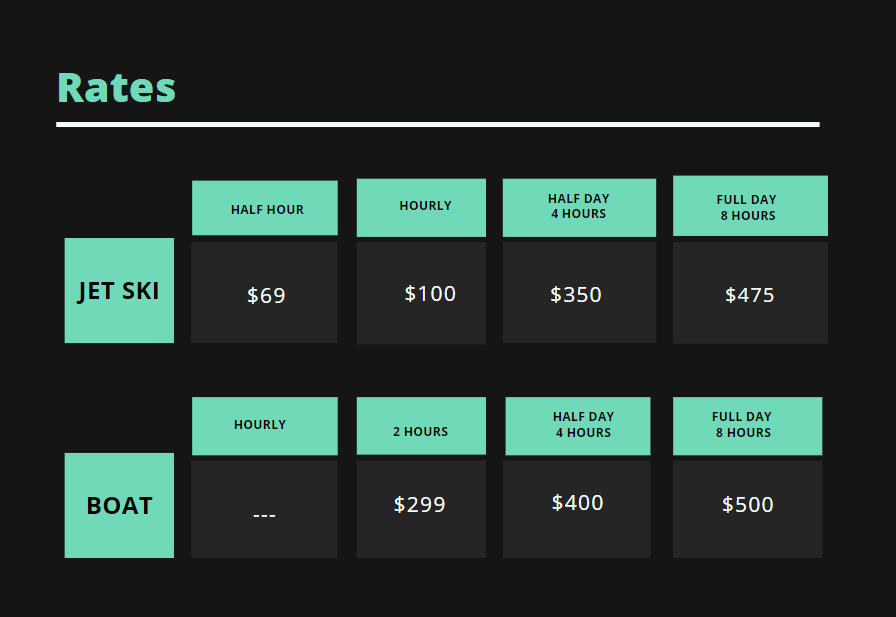 Rates
HALF HOUR
HOURLY
HALF DAY
4 HOURS
FULL DAY
8 HOURS
JET SKI
$69
$100
$350
$475
HOURLY
2 HOURS
HALF DAY
4 HOURS
FULL DAY
8 HOURS
BOAT
---
$299
$400
$500